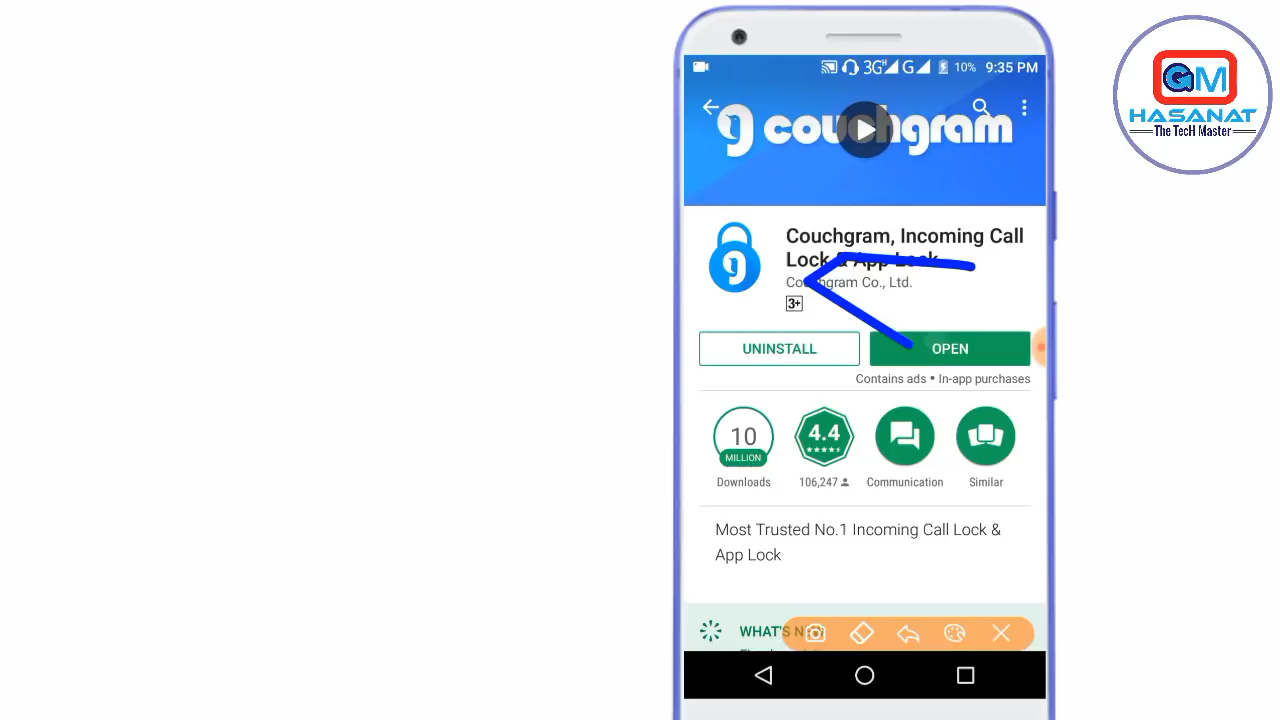 3G H G 10% 9:35 PM
GM
HASANAT
The TecH Master
g couchgram
g
Couchgram, Incoming Call
Lock & App Lock
Couchgram Co., Ltd.
3+
UNINSTALL
OPEN
Contains ads • In-app purchases
10
MILLION
4.4
Downloads
106,247
Communication
Similar
Most Trusted No.1 Incoming Call Lock &
App Lock
WHAT'S NEW